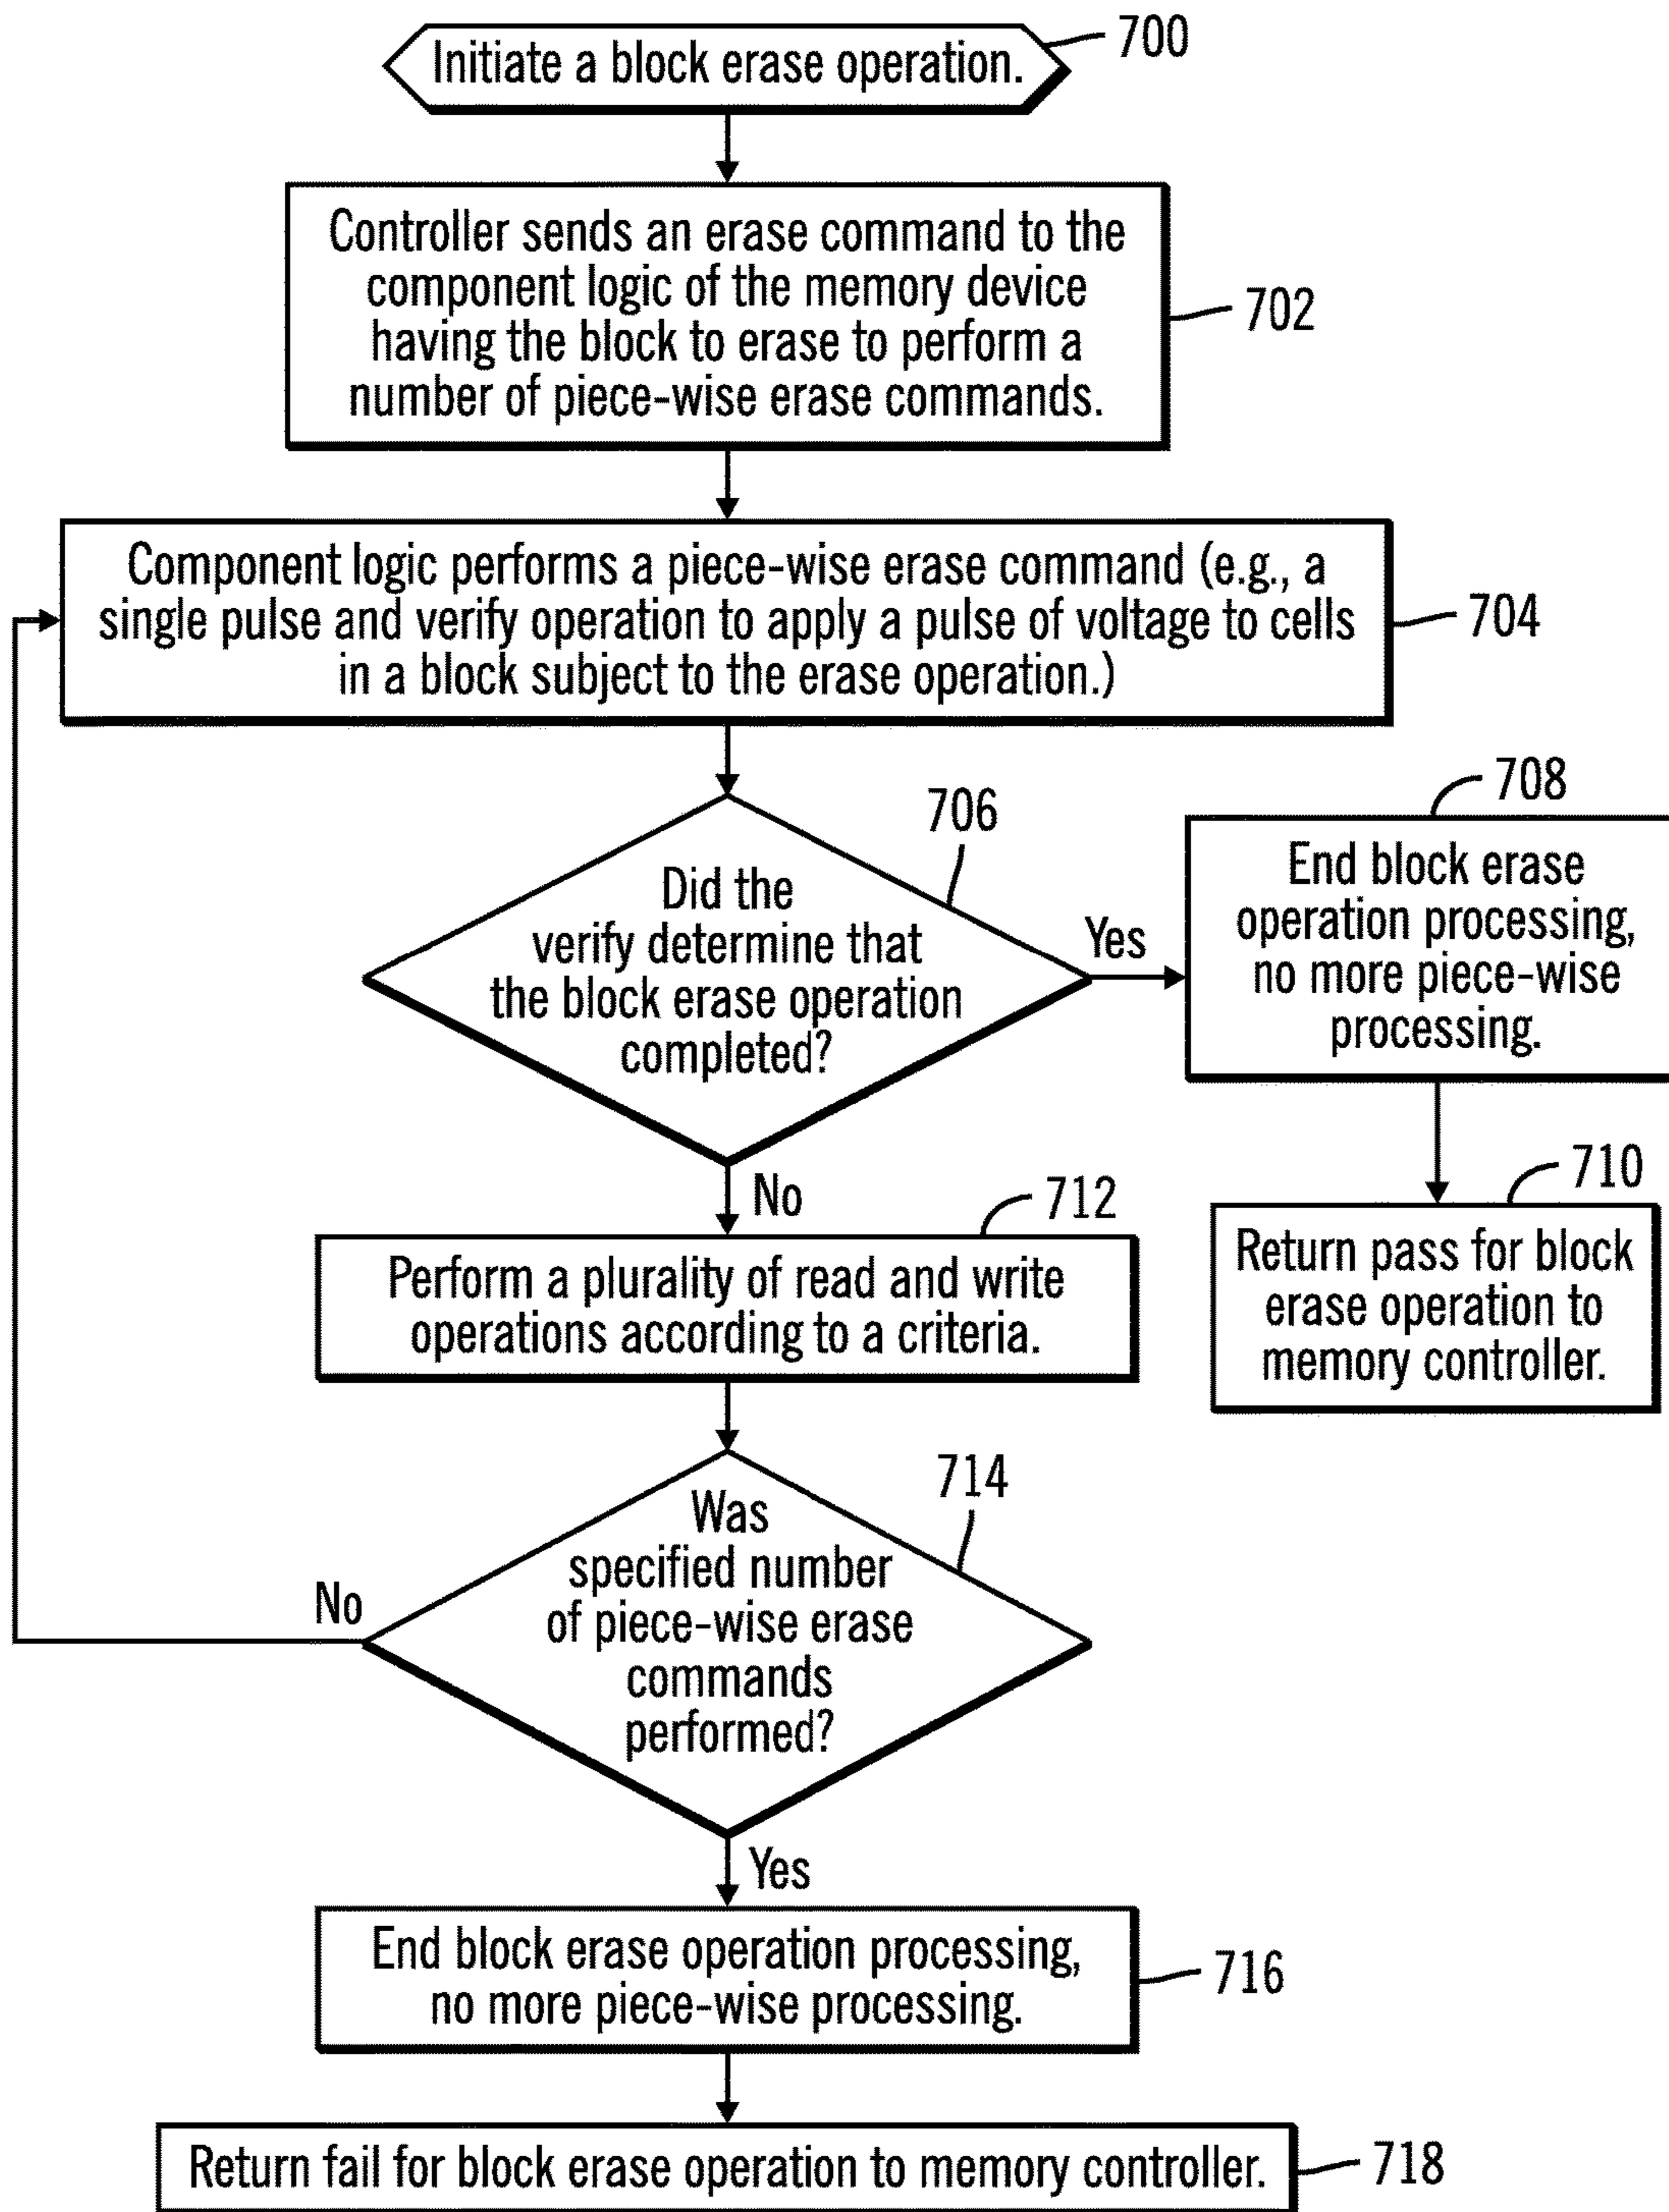 Initiate a block erase operation.
700
Controller sends an erase command to the
component logic of the memory device
having the block to erase to perform a
number of piece-wise erase commands.
702
Component logic performs a piece-wise erase command (e.g., a
single pulse and verify operation to apply a pulse of voltage to cells
in a block subject to the erase operation.)
704
706
Did the
verify determine that
the block erase operation
completed?
Yes
708
End block erase
operation processing,
no more piece-wise
processing.
710
Return pass for block
erase operation to
memory controller.
No
712
Perform a plurality of read and write
operations according to a criteria.
714
Was
specified number
of piece-wise erase
commands
performed?
No
Yes
End block erase operation processing,
no more piece-wise processing.
716
Return fail for block erase operation to memory controller.
718